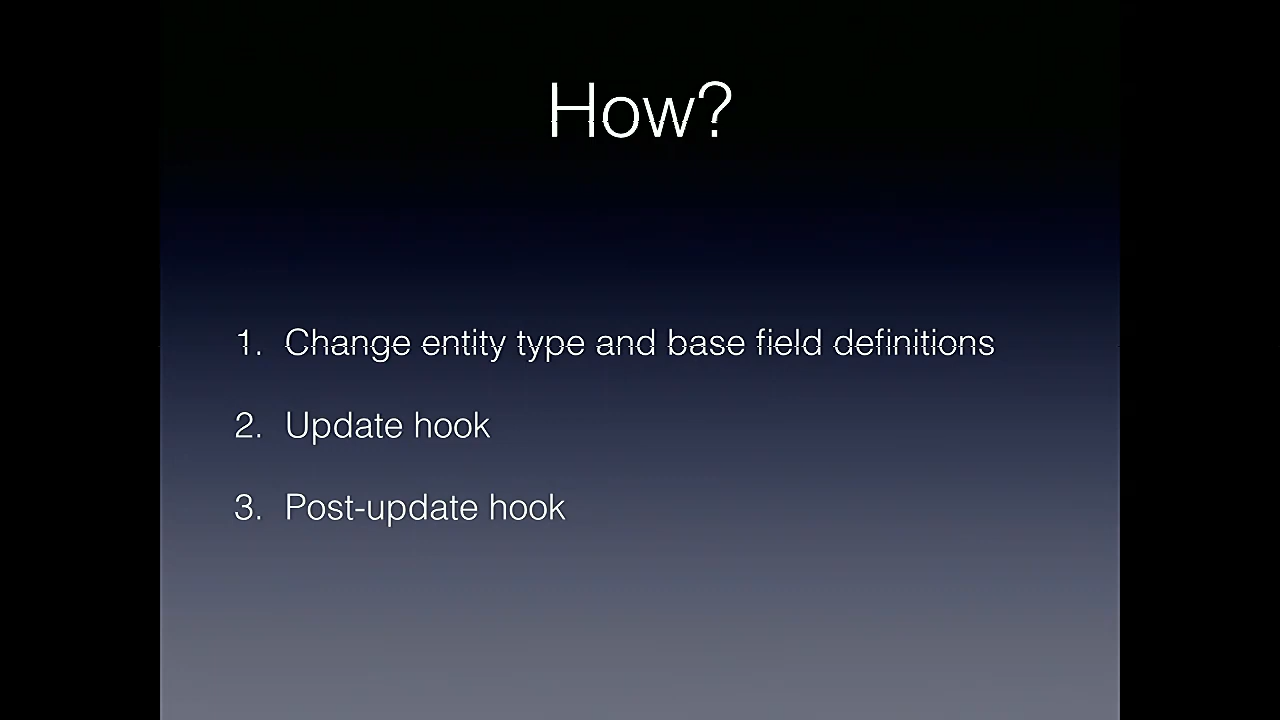 How?
1. Change entity type and base field definitions
2. Update hook
3. Post-update hook